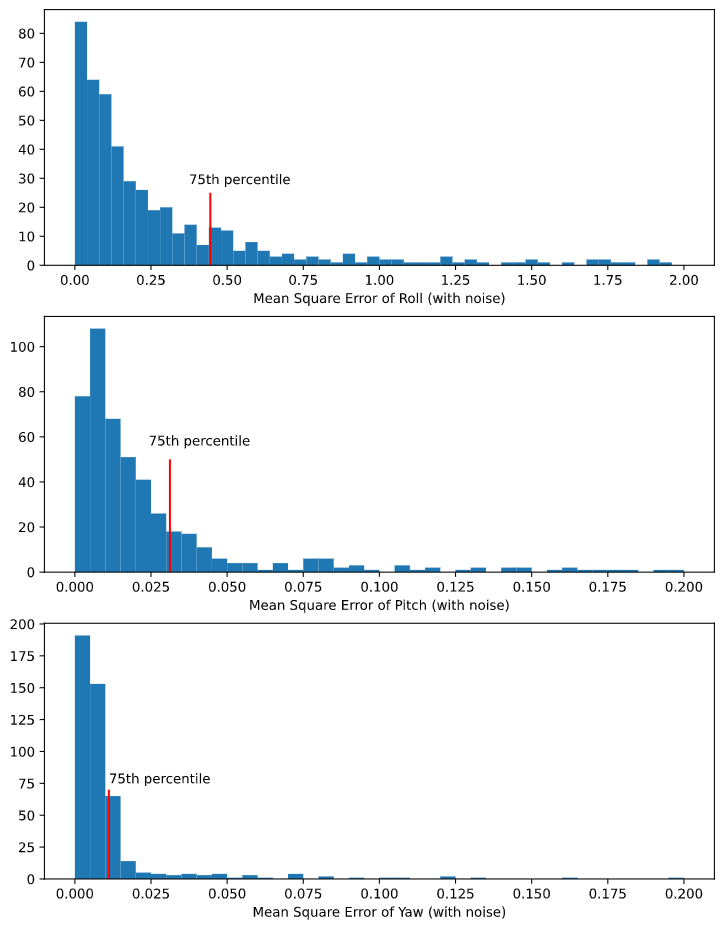 80
70
60
50
40
30
20
10
0
75th percentile
0.00 0.25 0.50 0.75 1.00 1.25 1.50 1.75 2.00
Mean Square Error of Roll (with noise)
100
80
60
40
20
0
75th percentile
0.000 0.025 0.050 0.075 0.100 0.125 0.150 0.175 0.200
Mean Square Error of Pitch (with noise)
200
175
150
125
100
75
50
25
0
75th percentile
0.000 0.025 0.050 0.075 0.100 0.125 0.150 0.175 0.200
Mean Square Error of Yaw (with noise)